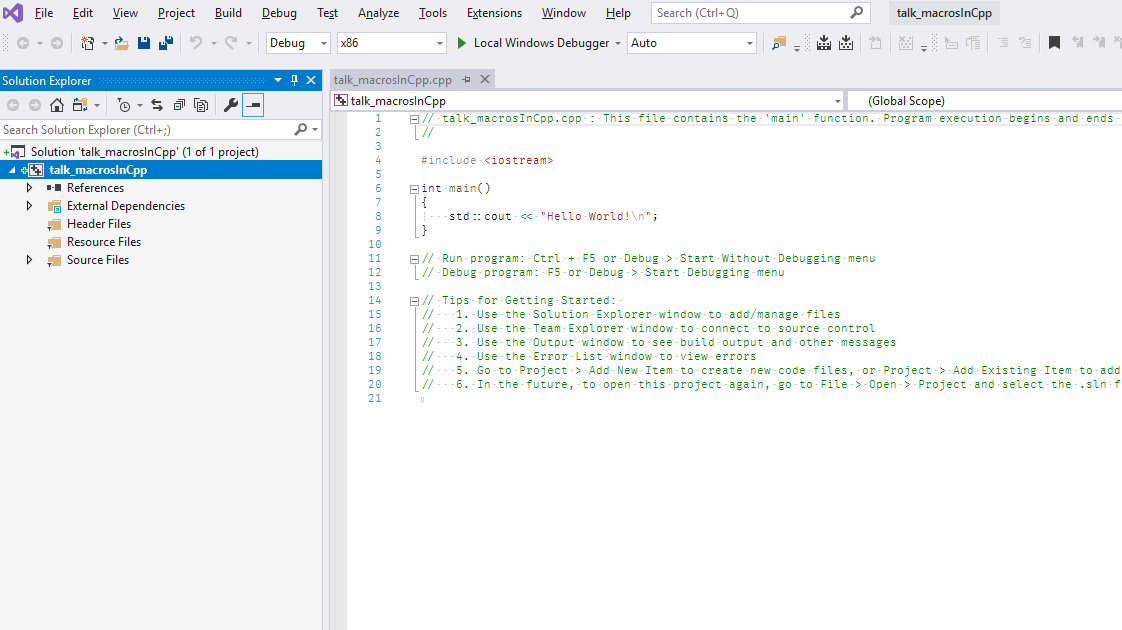 File Edit View Project Build Debug Test Analyze Tools Extensions Window Help Search (Ctrl+Q) talk_macrosInCpp
Debug x86 Local Windows Debugger Auto
Solution Explorer
talk_macrosInCpp.cpp
talk_macrosInCpp (Global Scope)
Search Solution Explorer (Ctrl+;)
Solution 'talk_macrosInCpp' (1 of 1 project)
talk_macrosInCpp
References
External Dependencies
Header Files
Resource Files
Source Files
1 // talk_macrosInCpp.cpp : This file contains the 'main' function. Program execution begins and ends
2 //
3
4 #include <iostream>
5
6 int main()
7 {
8 std::cout << "Hello World!\n";
9 }
10
11 // Run program: Ctrl + F5 or Debug > Start Without Debugging menu
12 // Debug program: F5 or Debug > Start Debugging menu
13
14 // Tips for Getting Started:
15 // 1. Use the Solution Explorer window to add/manage files
16 // 2. Use the Team Explorer window to connect to source control
17 // 3. Use the Output window to see build output and other messages
18 // 4. Use the Error List window to view errors
19 // 5. Go to Project > Add New Item to create new code files, or Project > Add Existing Item to add
20 // 6. In the future, to open this project again, go to File > Open > Project and select the .sln f
21